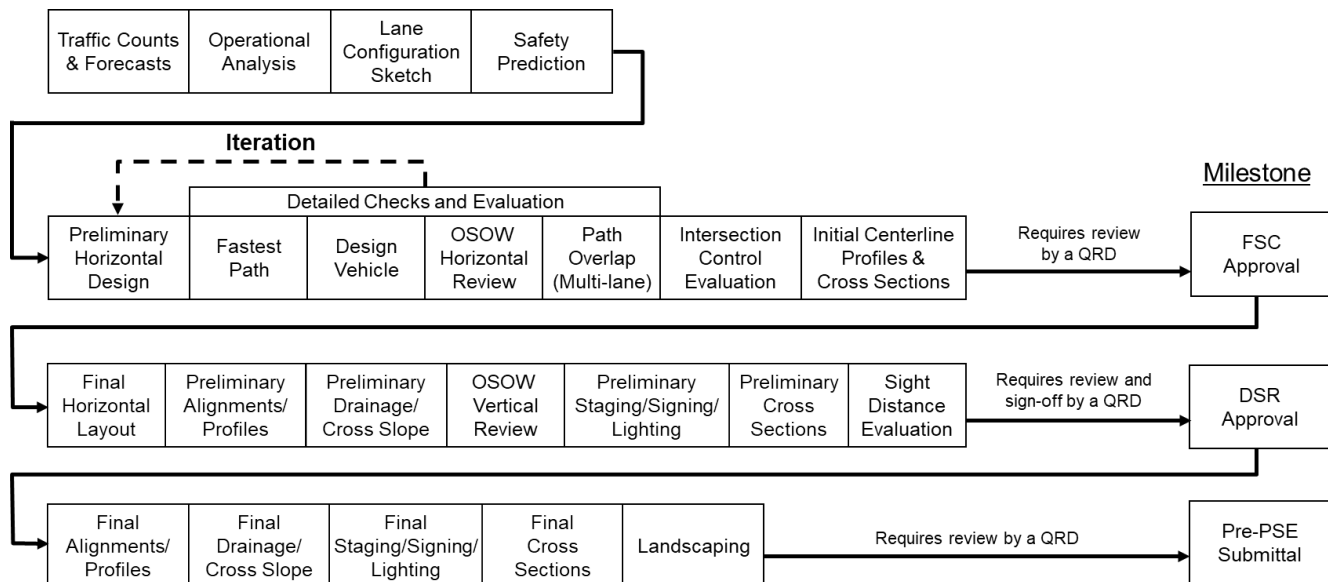 Traffic Counts
& Forecasts
Operational
Analysis
Lane
Configuration
Sketch
Safety
Prediction
Iteration
Milestone
Detailed Checks and Evaluation
Preliminary
Horizontal
Design
Fastest
Path
Design
Vehicle
OSOW
Horizontal
Review
Path
Overlap
(Multi-lane)
Intersection
Control
Evaluation
Initial Centerline
Profiles &
Cross Sections
Requires review
by a QRD
FSC
Approval
Final
Horizontal
Layout
Preliminary
Alignments/
Profiles
Preliminary
Drainage/
Cross Slope
OSOW
Vertical
Review
Preliminary
Staging/Signing/
Lighting
Preliminary
Cross
Sections
Sight
Distance
Evaluation
Requires review and
sign-off by a QRD
DSR
Approval
Final
Alignments/
Profiles
Final
Drainage/
Cross Slope
Final
Staging/Signing/
Lighting
Final
Cross
Sections
Landscaping
Requires review by a QRD
Pre-PSE
Submittal